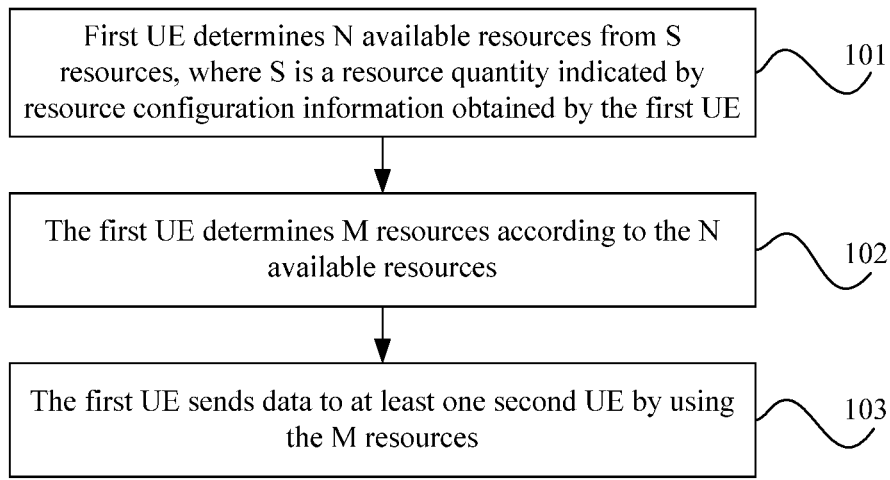 First UE determines N available resources from S
resources, where S is a resource quantity indicated by
resource configuration information obtained by the first UE
101
The first UE determines M resources according to the N
available resources
102
The first UE sends data to at least one second UE by using
the M resources
103